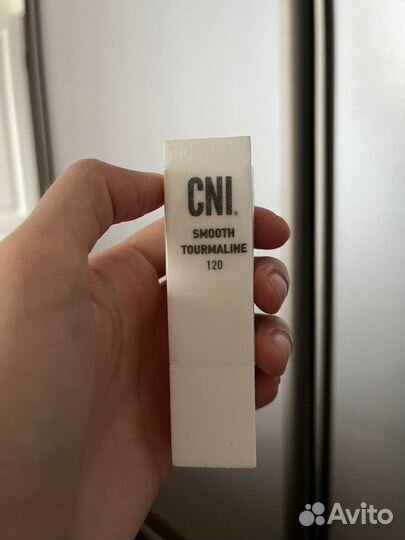 CNI.
SMOOTH
TOURMALINE
120
Avito